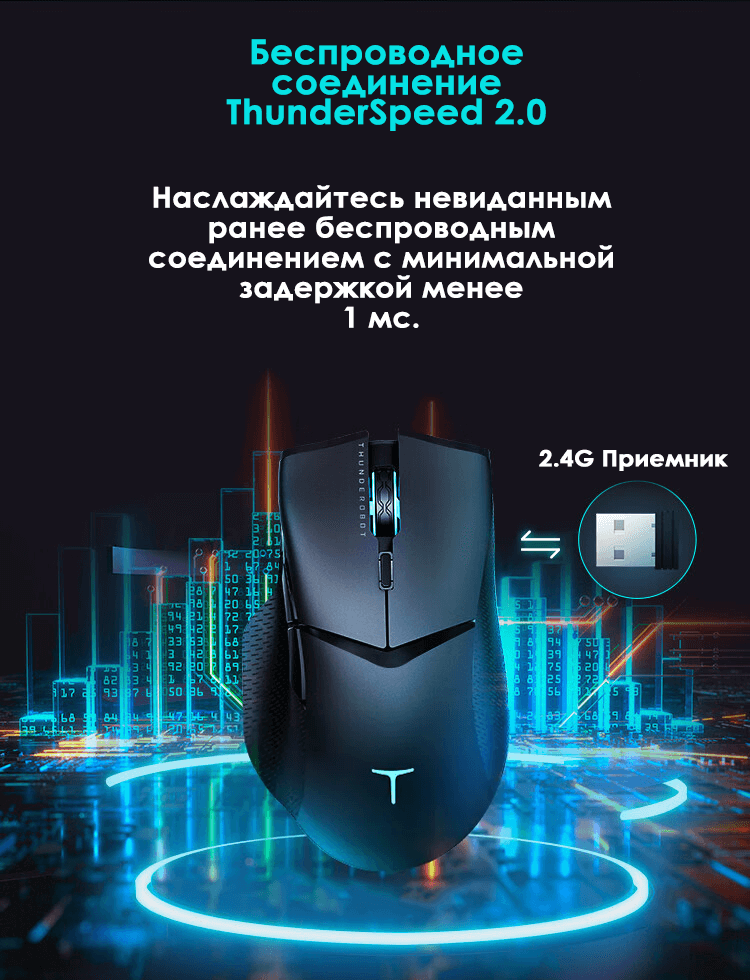 Беспроводное
соединение
ThunderSpeed 2.0
Наслаждайтесь невиданным
ранее беспроводным
соединением с минимальной
задержкой менее
1 мс.
2.4G Приемник
THUNDEROBOT